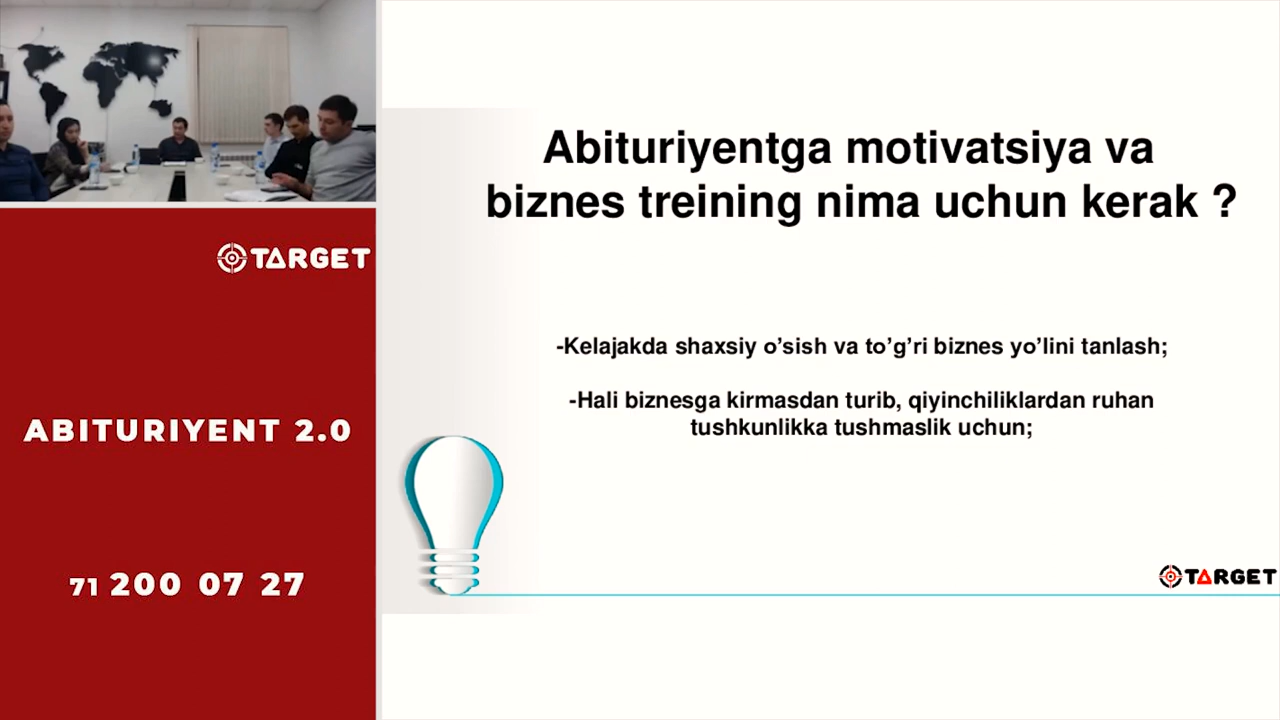 TARGET
ABITURIYENT 2.0
71 200 07 27
Abituriyentga motivatsiya va
biznes treining nima uchun kerak ?
-Kelajakda shaxsiy o’sish va to’g’ri biznes yo’lini tanlash;
-Hali biznesga kirmasdan turib, qiyinchiliklardan ruhan
tushkunlikka tushmaslik uchun;
TARGET